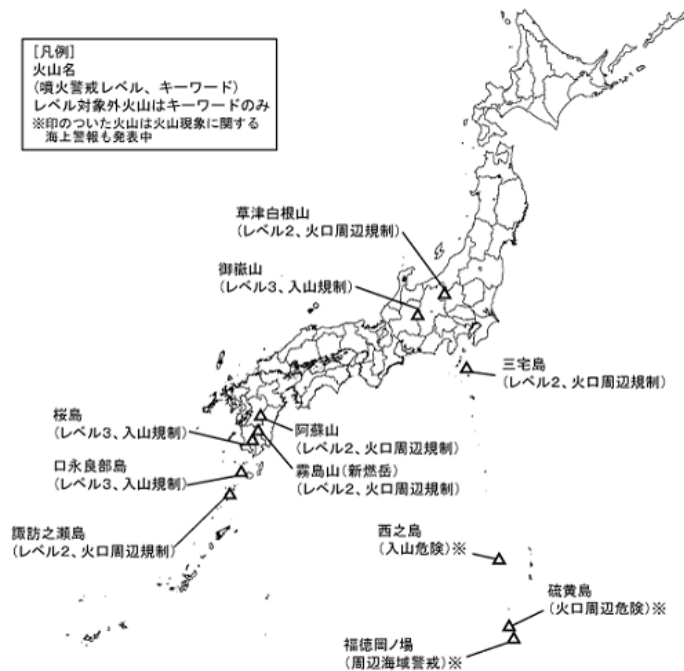 [凡例]
火山名
(噴火警戒レベル、キーワード)
レベル対象外火山はキーワードのみ
※印のついた火山は火山現象に関する
海上警報も発表中
草津白根山
(レベル2、火口周辺規制)
御嶽山
(レベル3、入山規制)
三宅島
(レベル2、火口周辺規制)
桜島
(レベル3、入山規制)
阿蘇山
(レベル2、火口周辺規制)
口永良部島
(レベル3、入山規制)
霧島山(新燃岳)
(レベル2、火口周辺規制)
諏訪之瀬島
(レベル2、火口周辺規制)
西之島
(入山危険)※
硫黄島
(火口周辺危険)※
福徳岡ノ場
(周辺海域警戒)※